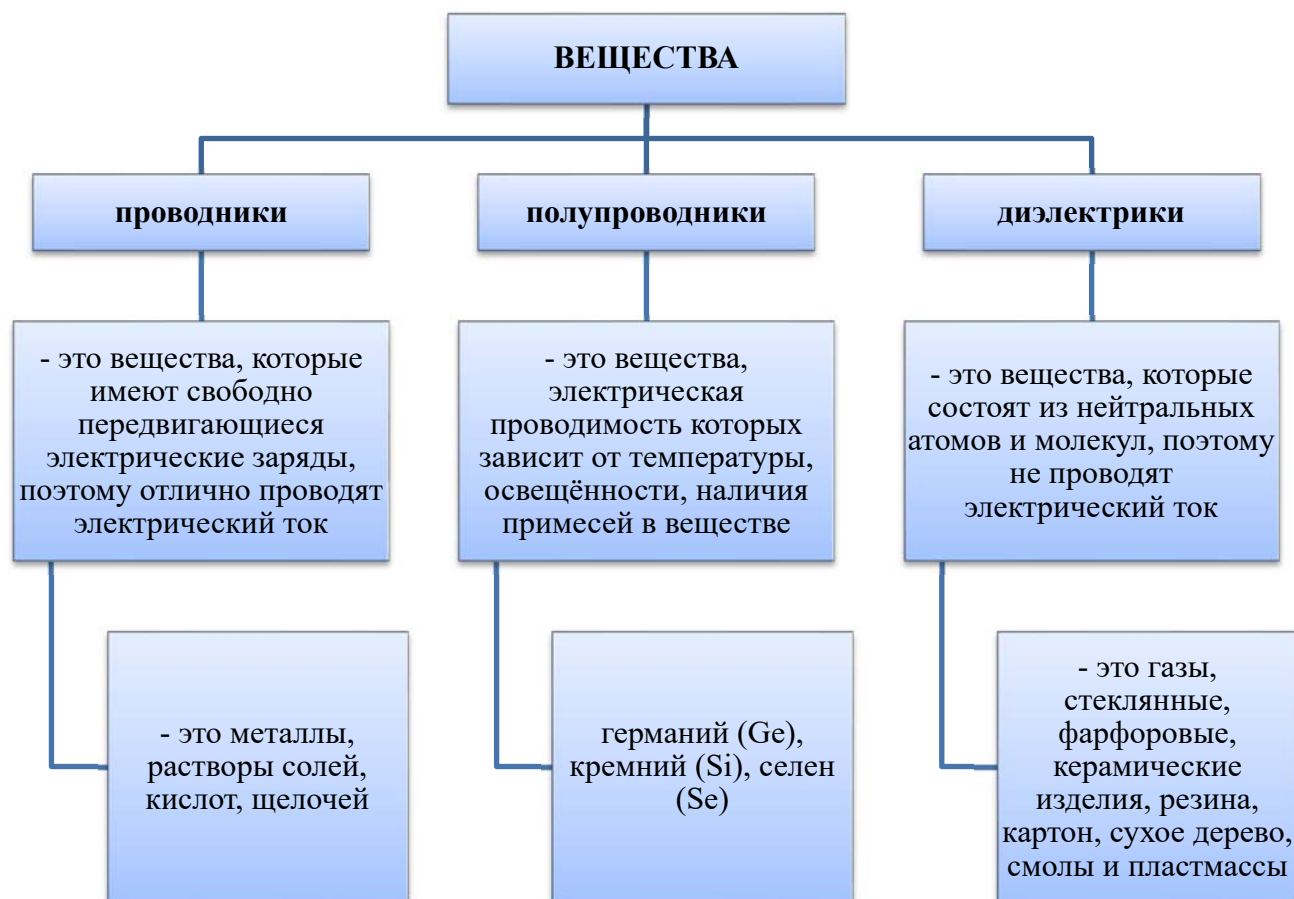 ВЕЩЕСТВА
проводники
полупроводники
диэлектрики
- это вещества, которые
имеют свободно
передвигающиеся
электрические заряды,
поэтому отлично проводят
электрический ток
- это вещества,
электрическая
проводимость которых
зависит от температуры,
освещённости, наличия
примесей в веществе
- это вещества, которые
состоят из нейтральных
атомов и молекул, поэтому
не проводят
электрический ток
- это металлы,
растворы солей,
кислот, щелочей
германий (Ge),
кремний (Si), селен
(Se)
- это газы,
стеклянные,
фарфоровые,
керамические
изделия, резина,
картон, сухое дерево,
смолы и пластмассы